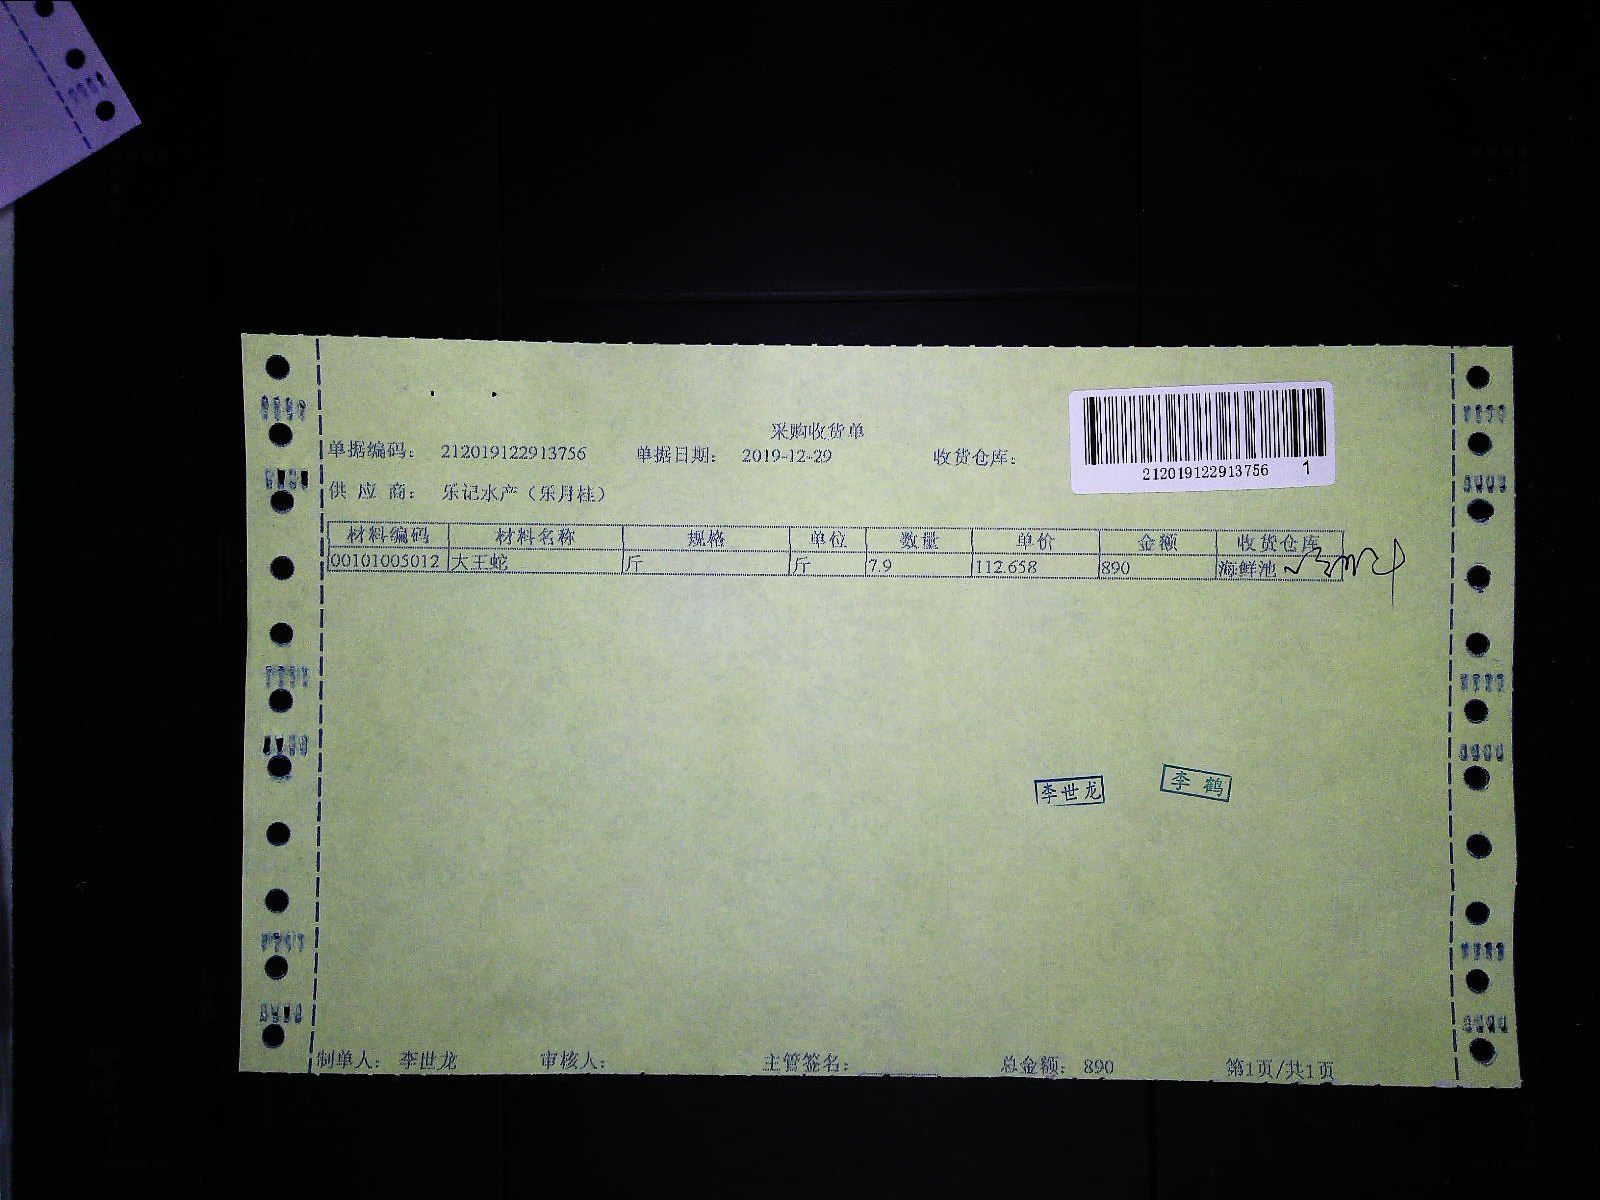 采购收货单
单据编码： 212019122913756 单据日期： 2019-12-29 收货仓库：
212019122913756 1
供 应 商： 乐记水产（乐月桂）
材料编码 材料名称 规格 单位 数量 单价 金额 收货仓库
00101005012 大王蛇 斤 斤 7.9 112.658 890 海鲜池
李世龙 李鹤
制单人： 李世龙 审核人： 主管签名： 总金额： 890 第1页/共1页